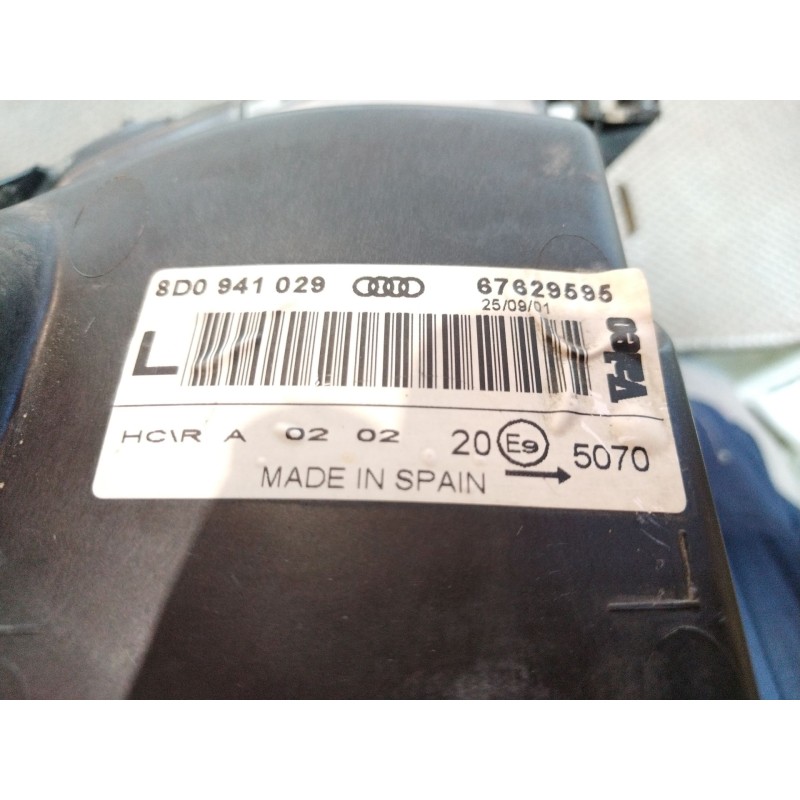 8D0 941 029 67629595
25/09/01
L
Valeo
HC\R A 02 02 20 E9 5070
MADE IN SPAIN